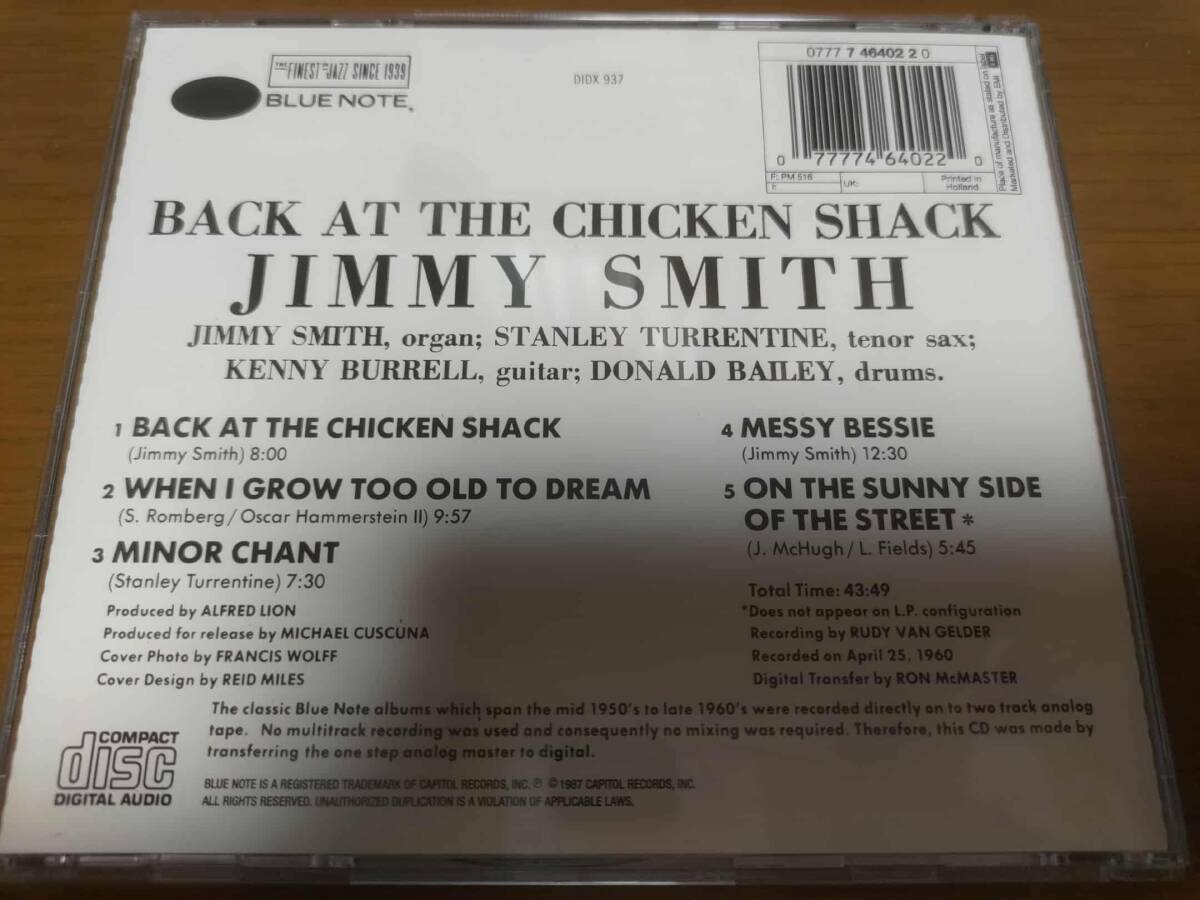 THE FINEST IN JAZZ SINCE 1939
BLUE NOTE®
DIDX 937
0777 7 46402 2 0
0 77774 64022 0
F: PM 516
I:
UK:
Printed in
Holland
Place of manufacture as stated on label
Marketed and Distributed by EMI
EMI
BACK AT THE CHICKEN SHACK
JIMMY SMITH
JIMMY SMITH, organ; STANLEY TURRENTINE, tenor sax;
KENNY BURRELL, guitar; DONALD BAILEY, drums.
1 BACK AT THE CHICKEN SHACK
(Jimmy Smith) 8:00
2 WHEN I GROW TOO OLD TO DREAM
(S. Romberg/Oscar Hammerstein II) 9:57
3 MINOR CHANT
(Stanley Turrentine) 7:30
Produced by ALFRED LION
Produced for release by MICHAEL CUSCUNA
Cover Photo by FRANCIS WOLFF
Cover Design by REID MILES
4 MESSY BESSIE
(Jimmy Smith) 12:30
5 ON THE SUNNY SIDE
OF THE STREET*
(J. McHugh/L. Fields) 5:45
Total Time: 43:49
*Does not appear on L.P. configuration
Recording by RUDY VAN GELDER
Recorded on April 25, 1960
Digital Transfer by RON McMASTER
The classic Blue Note albums which span the mid 1950's to late 1960's were recorded directly on to two track analog
tape. No multitrack recording was used and consequently no mixing was required. Therefore, this CD was made by
transferring the one step analog master to digital.
COMPACT
disc
DIGITAL AUDIO
BLUE NOTE IS A REGISTERED TRADEMARK OF CAPITOL RECORDS, INC. ℗ © 1987 CAPITOL RECORDS, INC.
ALL RIGHTS RESERVED. UNAUTHORIZED DUPLICATION IS A VIOLATION OF APPLICABLE LAWS.